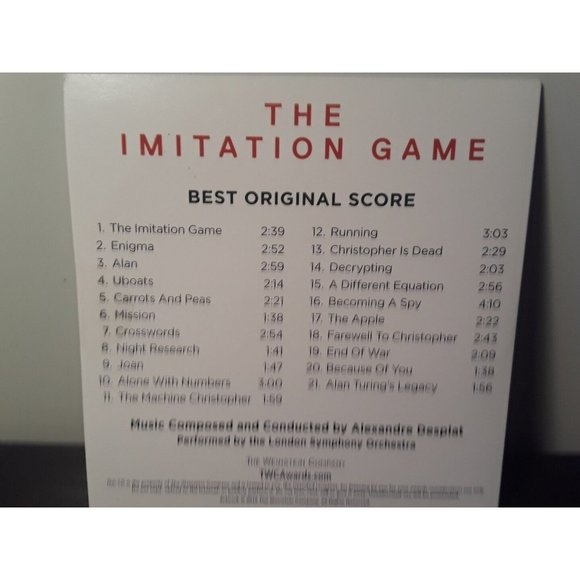 THE
IMITATION GAME
BEST ORIGINAL SCORE
1. The Imitation Game 2:39
2. Enigma 2:52
3. Alan 2:59
4. Uboats 2:14
5. Carrots And Peas 2:21
6. Mission 1:38
7. Crosswords 2:54
8. Night Research 1:41
9. Joan 1:47
10. Alone With Numbers 3:00
11. The Machine Christopher 1:59
12. Running 3:03
13. Christopher Is Dead 2:29
14. Decrypting 2:03
15. A Different Equation 2:56
16. Becoming A Spy 4:10
17. The Apple 2:22
18. Farewell To Christopher 2:43
19. End Of War 2:09
20. Because Of You 1:38
21. Alan Turing's Legacy 1:56
Music Composed and Conducted by Alexandre Desplat
Performed by the London Symphony Orchestra
The Weinstein Company
TWCAwards.com